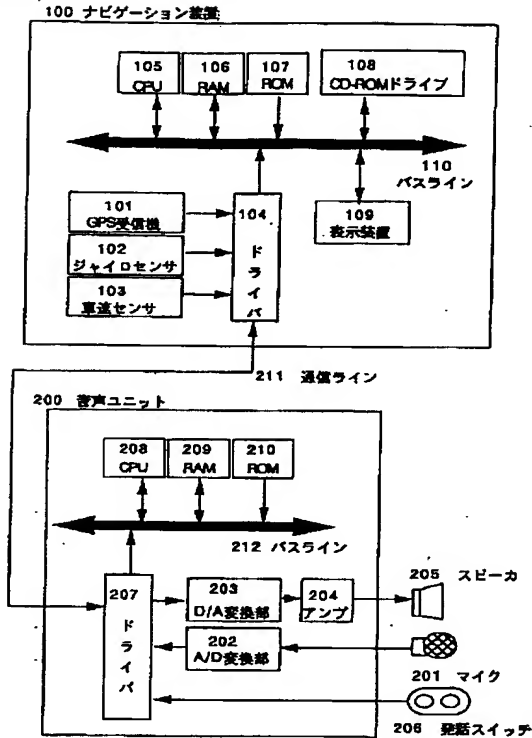 100 ナビゲーション装置
105
CPU
106
RAM
107
ROM
108
CD-ROMドライブ
110
バスライン
101
GPS受信機
102
ジャイロセンサ
103
車速センサ
104
ドライバ
109
表示装置
211 通信ライン
200 音声ユニット
208
CPU
209
RAM
210
ROM
212 バスライン
207
ドライバ
203
D/A変換部
204
アンプ
205 スピーカ
202
A/D変換部
201 マイク
206 発話スイッチ